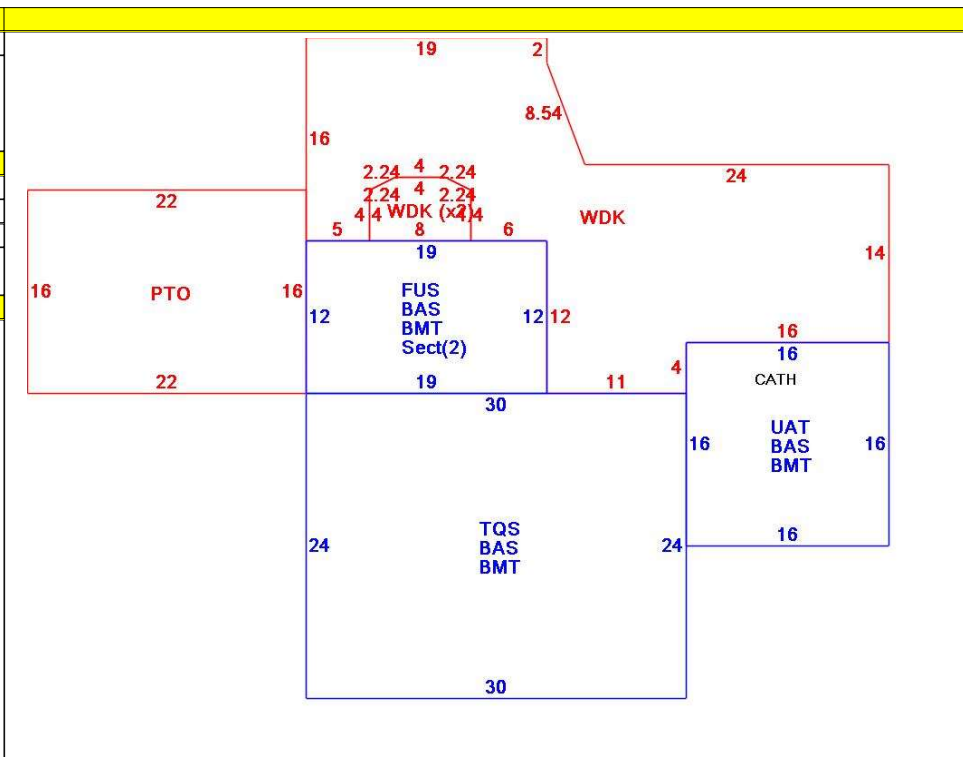 19
2
8.54
16
2.24 4 2.24
24
4
2.24 2.24
22
4 4 WDK (x2) 4 4
WDK
5 8 6
19
14
16 PTO 16
FUS
BAS
BMT
Sect(2)
12
12 12
16
16
4
CATH
22
19
11
30
UAT
BAS
BMT
16
16
TQS
BAS
BMT
24
24
16
30